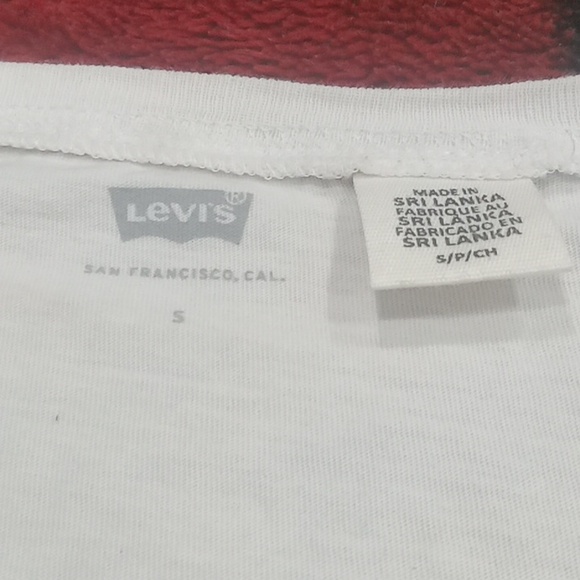 Levi's®
SAN FRANCISCO, CAL.
S
MADE IN
SRI LANKA
FABRIQUE AU
SRI LANKA
FABRICADO EN
SRI LANKA
S/P/CH